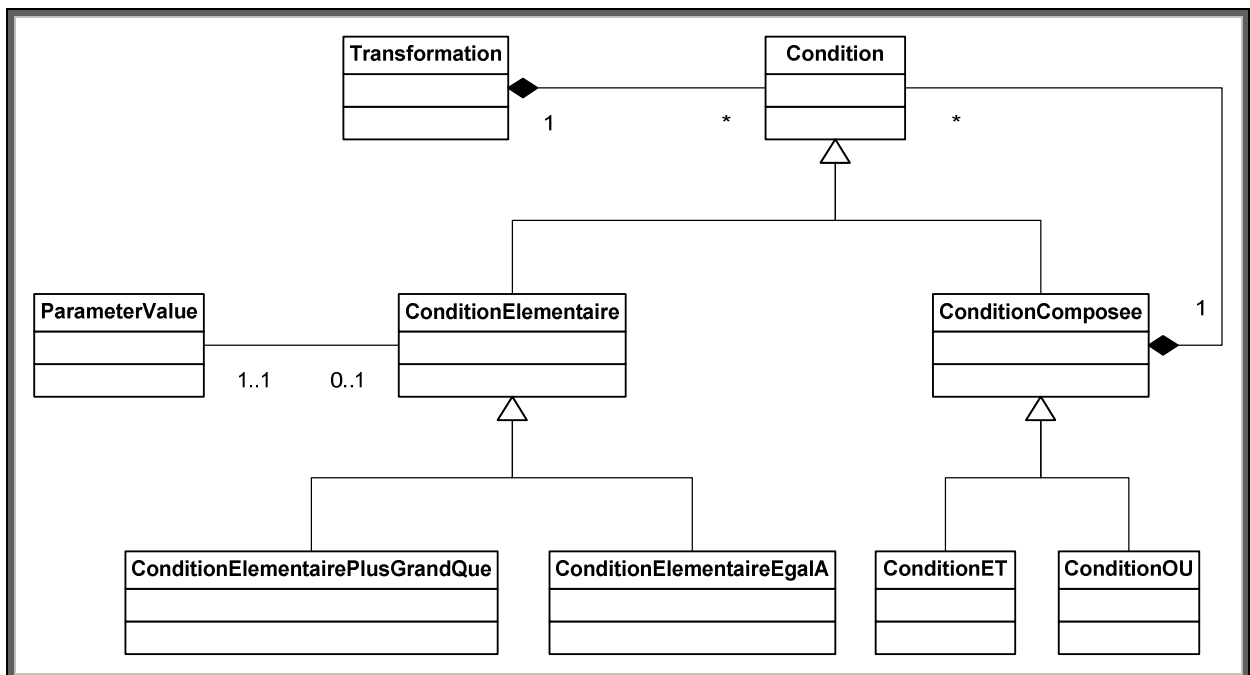 Transformation
Condition
1
*
*
ParameterValue
ConditionElementaire
ConditionComposee
1
1..1
0..1
ConditionElementairePlusGrandQue
ConditionElementaireEgalA
ConditionET
ConditionOU